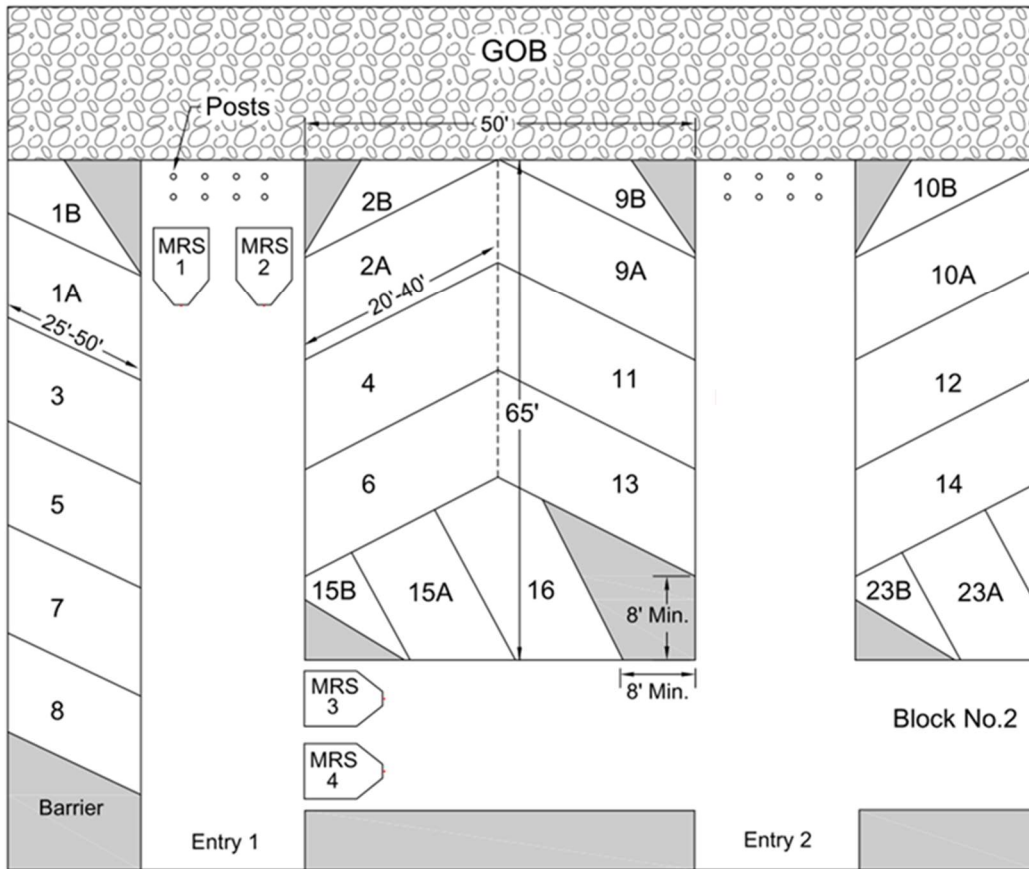 GOB
Posts
50'
1B
2B
9B
10B
MRS
1
MRS
2
1A
2A
9A
10A
25'-50'
20'-40'
3
4
65'
11
12
5
6
13
14
7
15B
15A
16
8' Min.
23B
23A
8
MRS
3
8' Min.
Block No.2
MRS
4
Barrier
Entry 1
Entry 2